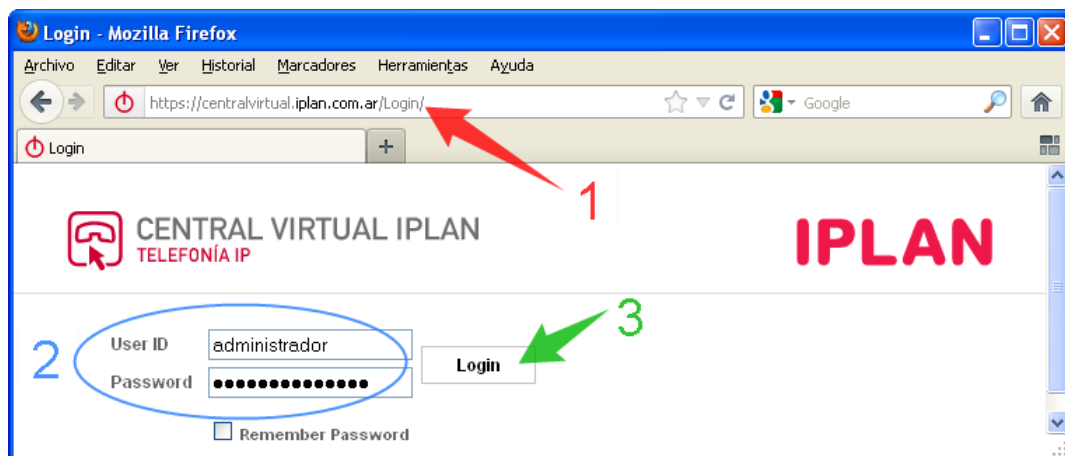 Login - Mozilla Firefox
Archivo Editar Ver Historial Marcadores Herramientas Ayuda
https://centralvirtual.iplan.com.ar/Login/ Google
Login
1
CENTRAL VIRTUAL IPLAN
TELEFONÍA IP
IPLAN
3
2
User ID administrador
Login
Password ••••••••••••••
Remember Password